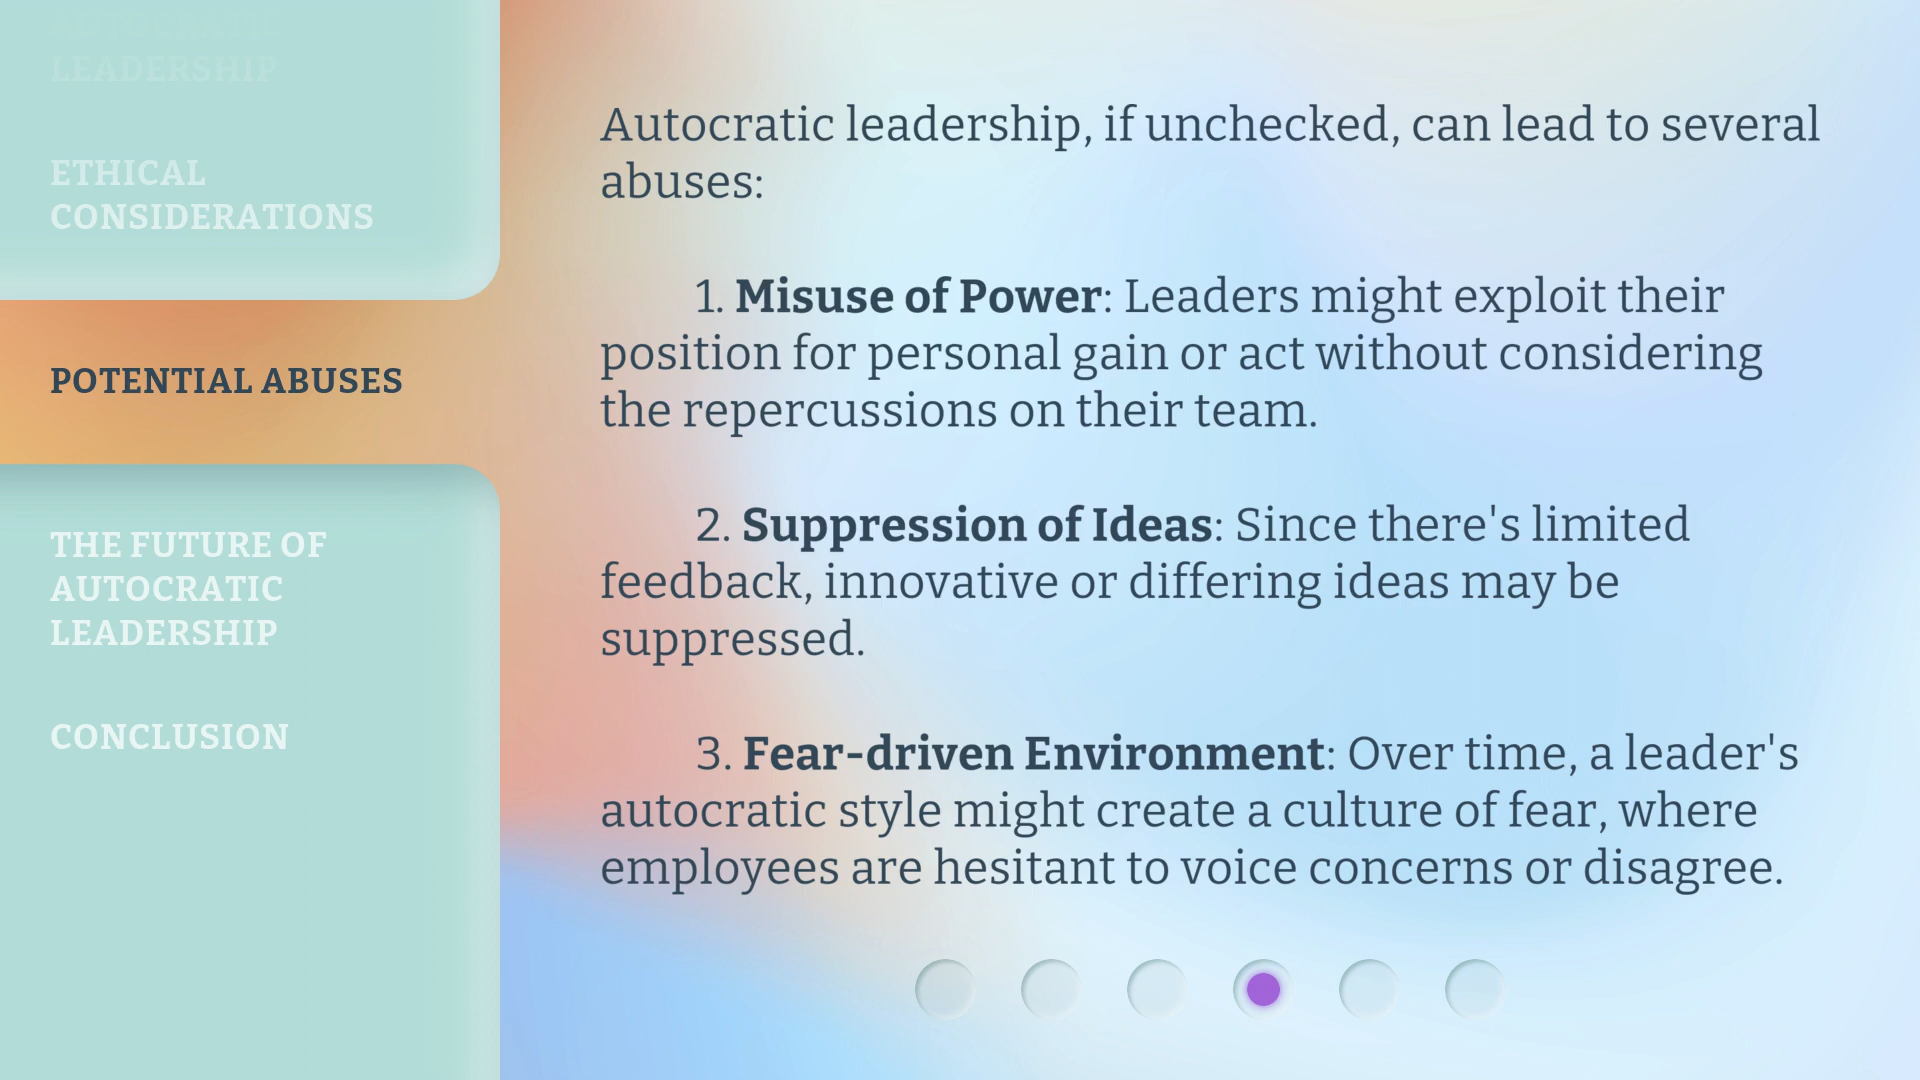 AUTOCRATIC
LEADERSHIP
ETHICAL
CONSIDERATIONS
POTENTIAL ABUSES
THE FUTURE OF
AUTOCRATIC
LEADERSHIP
CONCLUSION
Autocratic leadership, if unchecked, can lead to several
abuses:
1. Misuse of Power: Leaders might exploit their
position for personal gain or act without considering
the repercussions on their team.
2. Suppression of Ideas: Since there's limited
feedback, innovative or differing ideas may be
suppressed.
3. Fear-driven Environment: Over time, a leader's
autocratic style might create a culture of fear, where
employees are hesitant to voice concerns or disagree.